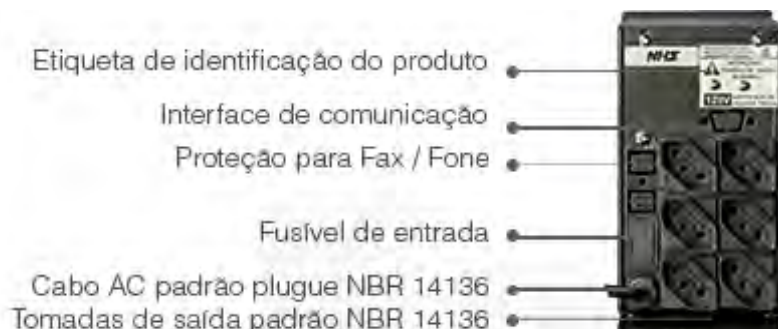 Etiqueta de identificação do produto
NHS
Interface de comunicação
120V
Proteção para Fax / Fone
Fusível de entrada
Cabo AC padrão plugue NBR 14136
Tomadas de saída padrão NBR 14136